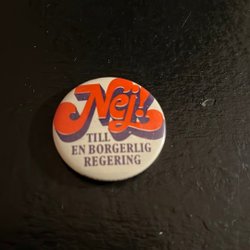 Nej!
TILL
EN BORGERLIG
REGERING